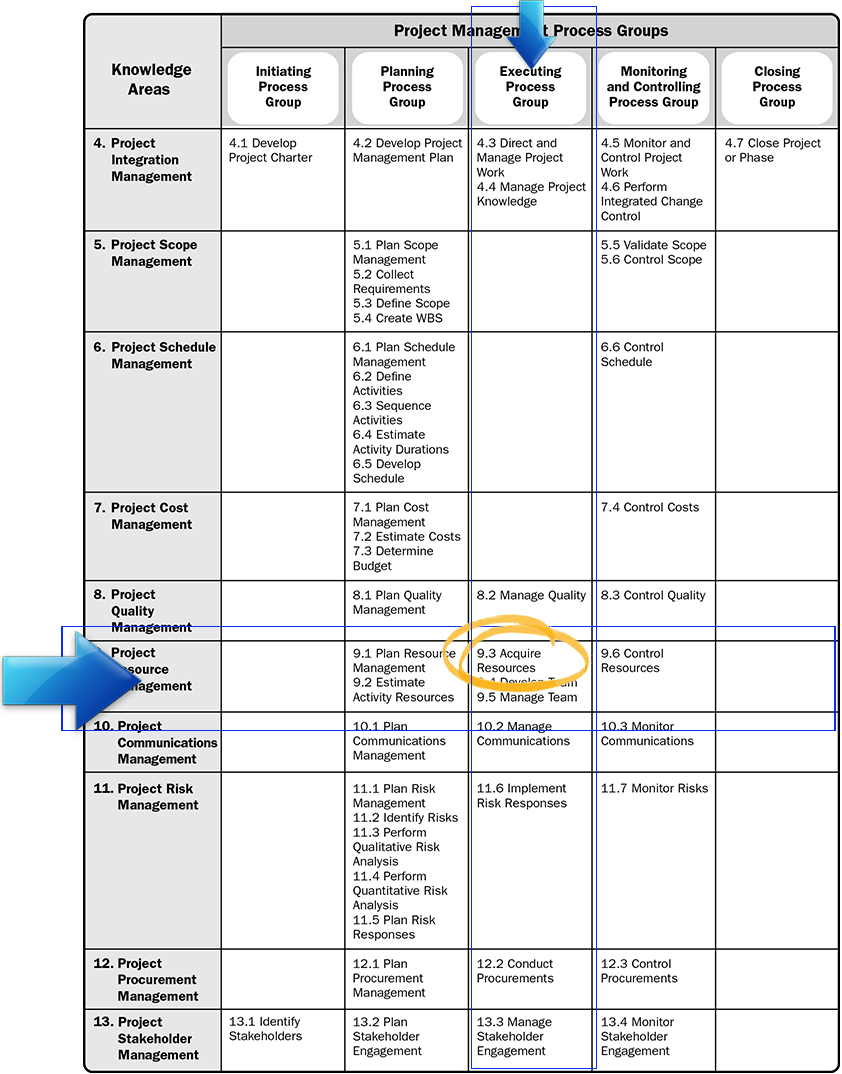 Project Management Process Groups
Knowledge
Areas
Initiating
Process
Group
Planning
Process
Group
Executing
Process
Group
Monitoring
and Controlling
Process Group
Closing
Process
Group
4. Project
Integration
Management
4.1 Develop
Project Charter
4.2 Develop Project
Management Plan
4.3 Direct and
Manage Project
Work
4.4 Manage Project
Knowledge
4.5 Monitor and
Control Project
Work
4.6 Perform
Integrated Change
Control
4.7 Close Project
or Phase
5. Project Scope
Management
5.1 Plan Scope
Management
5.2 Collect
Requirements
5.3 Define Scope
5.4 Create WBS
5.5 Validate Scope
5.6 Control Scope
6. Project Schedule
Management
6.1 Plan Schedule
Management
6.2 Define
Activities
6.3 Sequence
Activities
6.4 Estimate
Activity Durations
6.5 Develop
Schedule
6.6 Control
Schedule
7. Project Cost
Management
7.1 Plan Cost
Management
7.2 Estimate Costs
7.3 Determine
Budget
7.4 Control Costs
8. Project
Quality
Management
8.1 Plan Quality
Management
8.2 Manage Quality
8.3 Control Quality
Project
Resource
Management
9.1 Plan Resource
Management
9.2 Estimate
Activity Resources
9.3 Acquire
Resources
9.4 Develop Team
9.5 Manage Team
9.6 Control
Resources
10. Project
Communications
Management
10.1 Plan
Communications
Management
10.2 Manage
Communications
10.3 Monitor
Communications
11. Project Risk
Management
11.1 Plan Risk
Management
11.2 Identify Risks
11.3 Perform
Qualitative Risk
Analysis
11.4 Perform
Quantitative Risk
Analysis
11.5 Plan Risk
Responses
11.6 Implement
Risk Responses
11.7 Monitor Risks
12. Project
Procurement
Management
12.1 Plan
Procurement
Management
12.2 Conduct
Procurements
12.3 Control
Procurements
13. Project
Stakeholder
Management
13.1 Identify
Stakeholders
13.2 Plan
Stakeholder
Engagement
13.3 Manage
Stakeholder
Engagement
13.4 Monitor
Stakeholder
Engagement